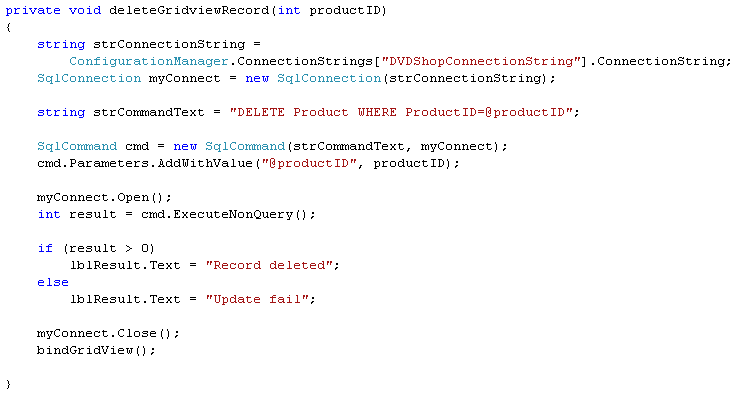 private void deleteGridviewRecord(int productID)
{
    string strConnectionString =
        ConfigurationManager.ConnectionStrings["DVDShopConnectionString"].ConnectionString;
    SqlConnection myConnect = new SqlConnection(strConnectionString);

    string strCommandText = "DELETE Product WHERE ProductID=@productID";

    SqlCommand cmd = new SqlCommand(strCommandText, myConnect);
    cmd.Parameters.AddWithValue("@productID", productID);

    myConnect.Open();
    int result = cmd.ExecuteNonQuery();

    if (result > 0)
        lblResult.Text = "Record deleted";
    else
        lblResult.Text = "Update fail";

    myConnect.Close();
    bindGridView();

}